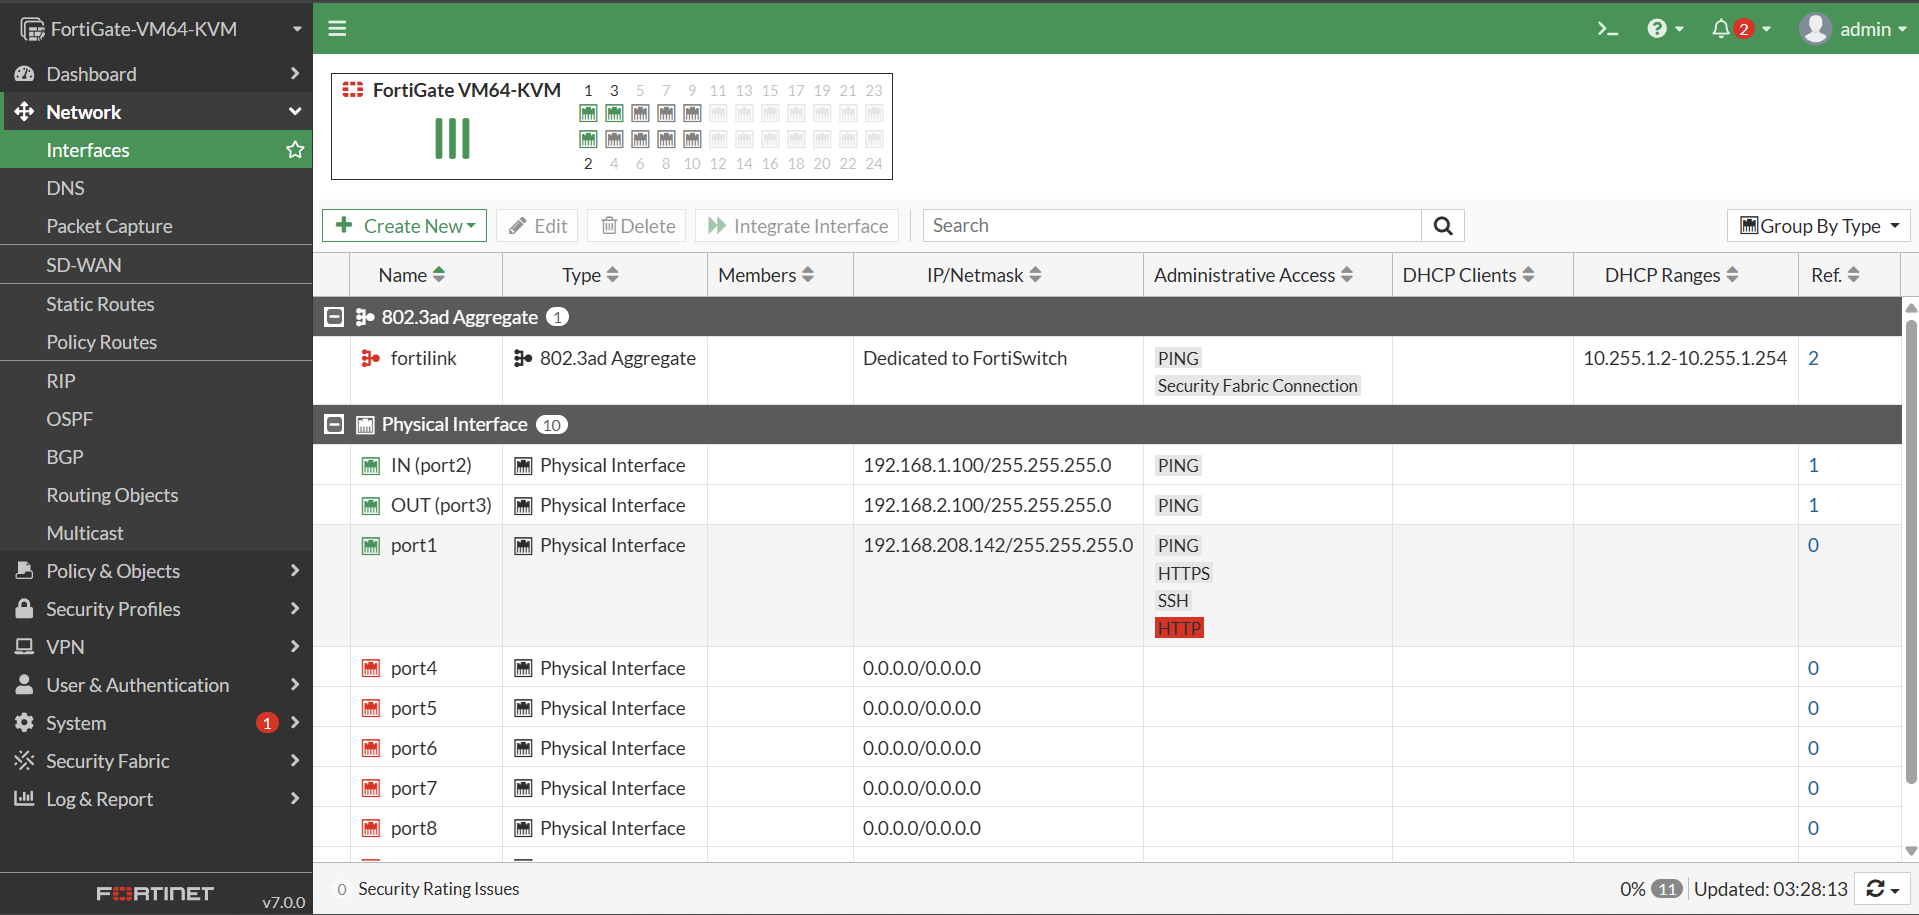 FortiGate-VM64-KVM
Dashboard
Network
Interfaces
DNS
Packet Capture
SD-WAN
Static Routes
Policy Routes
RIP
OSPF
BGP
Routing Objects
Multicast
Policy & Objects
Security Profiles
VPN
User & Authentication
System 1
Security Fabric
Log & Report
FORTINET v7.0.0
>_ ? 2 admin
FortiGate VM64-KVM
1 3 5 7 9 11 13 15 17 19 21 23
2 4 6 8 10 12 14 16 18 20 22 24
+ Create New Edit Delete Integrate Interface Search Group By Type
Name Type Members IP/Netmask Administrative Access DHCP Clients DHCP Ranges Ref.
802.3ad Aggregate 1
fortilink 802.3ad Aggregate Dedicated to FortiSwitch PING 10.255.1.2-10.255.1.254 2
Security Fabric Connection
Physical Interface 10
IN (port2) Physical Interface 192.168.1.100/255.255.255.0 PING 1
OUT (port3) Physical Interface 192.168.2.100/255.255.255.0 PING 1
port1 Physical Interface 192.168.208.142/255.255.255.0 PING 0
HTTPS
SSH
HTTP
port4 Physical Interface 0.0.0.0/0.0.0.0 0
port5 Physical Interface 0.0.0.0/0.0.0.0 0
port6 Physical Interface 0.0.0.0/0.0.0.0 0
port7 Physical Interface 0.0.0.0/0.0.0.0 0
port8 Physical Interface 0.0.0.0/0.0.0.0 0
0 Security Rating Issues 0% 11 Updated: 03:28:13